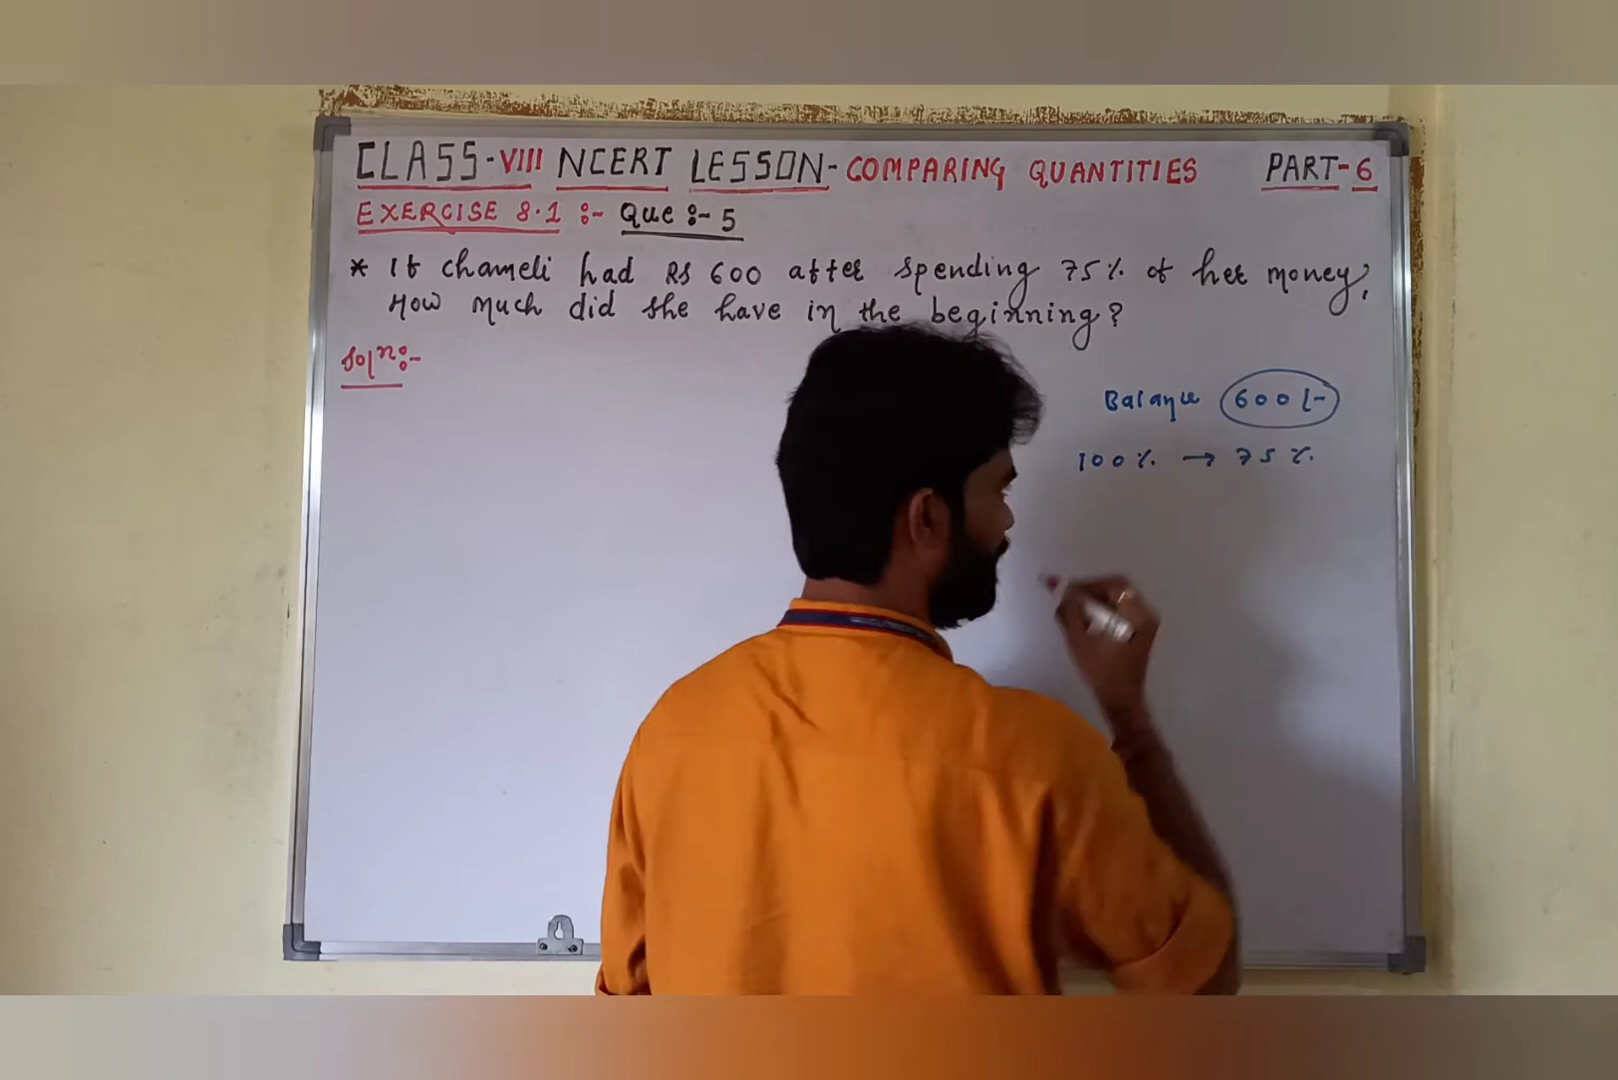 CLASS-VIII NCERT LESSON-COMPARING QUANTITIES PART-6
EXERCISE 8.1 :- Que :- 5
* If chameli had Rs 600 after spending 75% of her money,
How much did she have in the beginning?
Solⁿ:-
Balance 600/-
100% → 75%